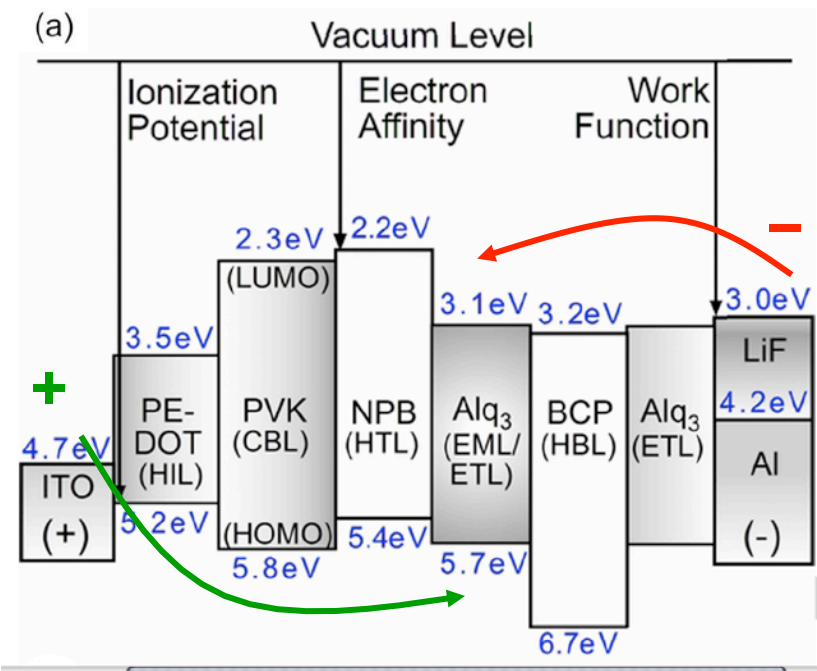 (a)
Vacuum Level
Ionization
Potential
Electron
Affinity
Work
Function
2.3eV
2.2eV
(LUMO)
3.1eV
3.2eV
3.0eV
3.5eV
LiF
+
−
4.2eV
PE-
DOT
(HIL)
PVK
(CBL)
NPB
(HTL)
Alq3
(EML/
ETL)
BCP
(HBL)
Alq3
(ETL)
4.7eV
ITO
(+)
Al
(-)
5.2eV
(HOMO)
5.8eV
5.4eV
5.7eV
6.7eV